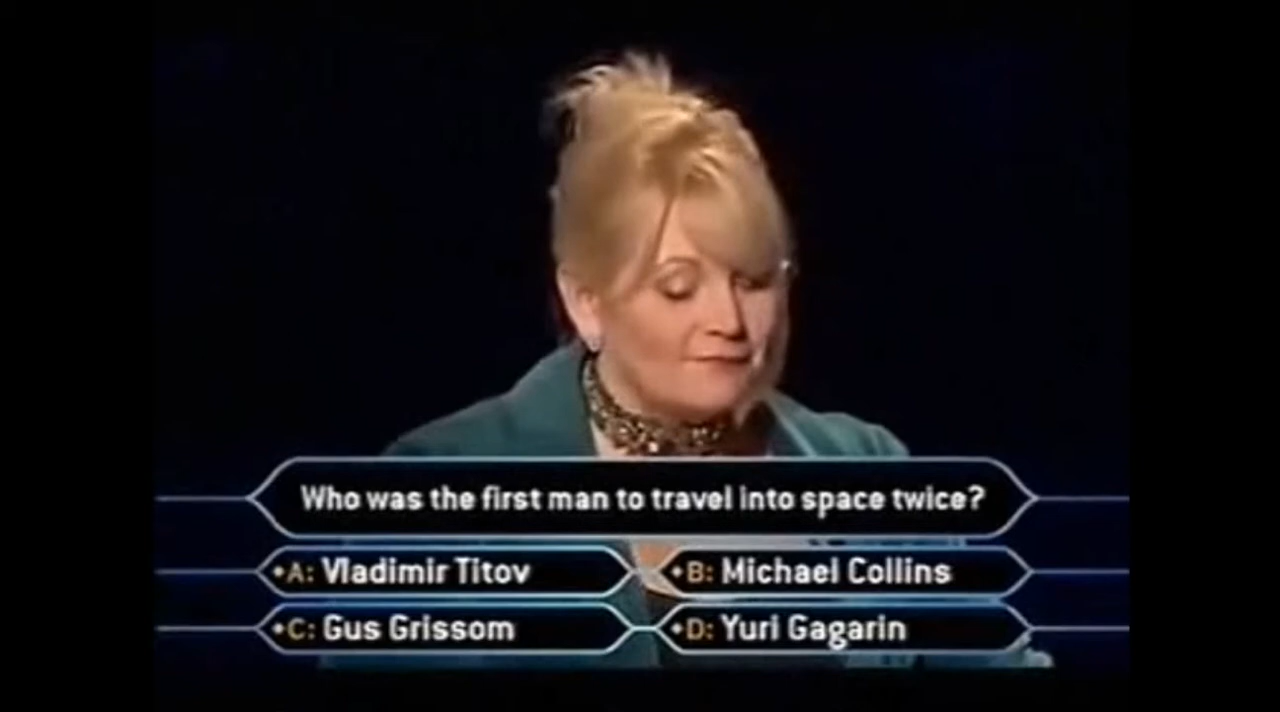 Who was the first man to travel into space twice?
A: Vladimir Titov
B: Michael Collins
C: Gus Grissom
D: Yuri Gagarin